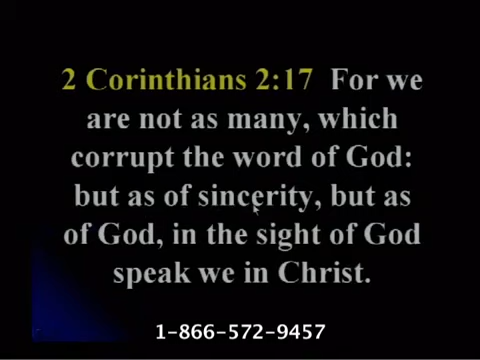 2 Corinthians 2:17 For we
are not as many, which
corrupt the word of God:
but as of sincerity, but as
of God, in the sight of God
speak we in Christ.
1-866-572-9457